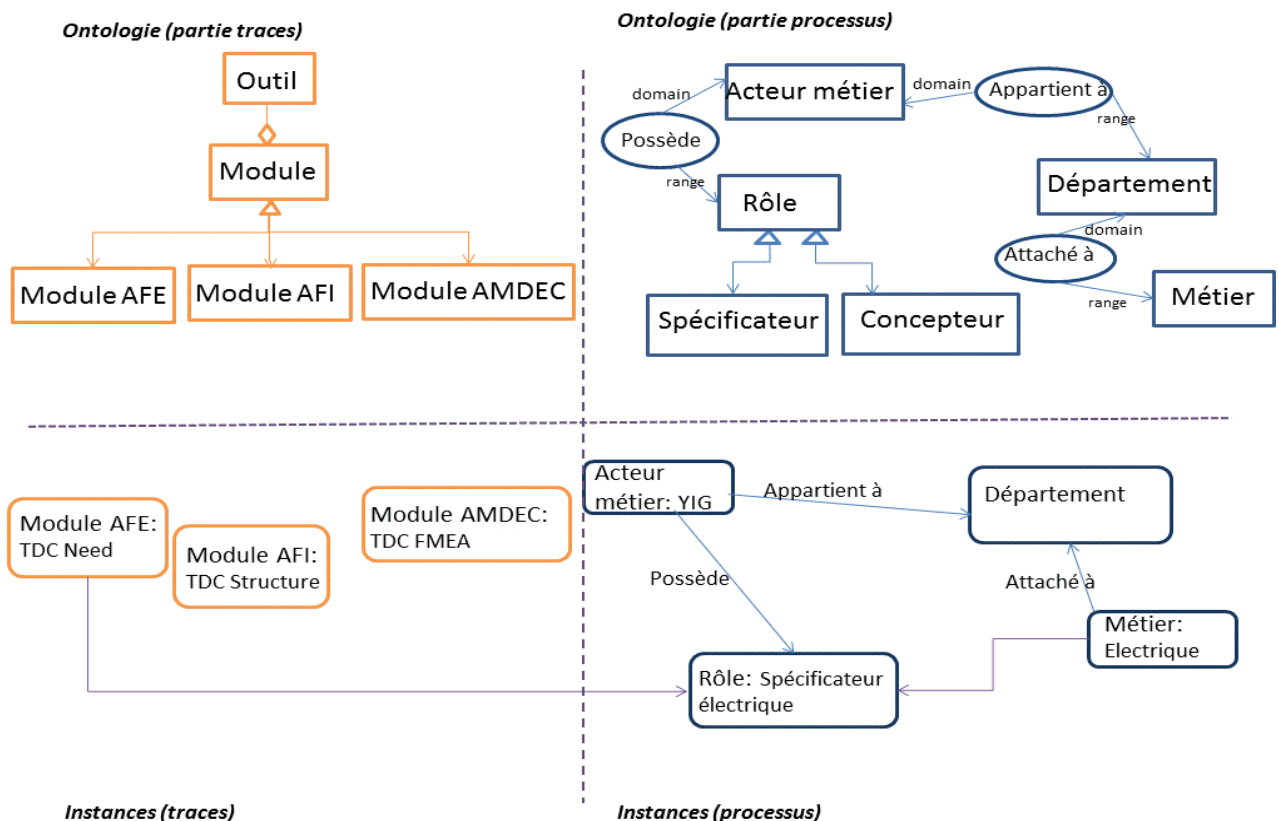 Ontologie (partie traces)
Outil
Module
Module AFE
Module AFI
Module AMDEC
Ontologie (partie processus)
domain
Acteur métier
domain
Appartient à
Possède
range
range
Rôle
Département
domain
Attaché à
range
Métier
Spécificateur
Concepteur
Module AFE:
TDC Need
Module AFI:
TDC Structure
Module AMDEC:
TDC FMEA
Acteur
métier: YIG
Appartient à
Département
Possède
Attaché à
Métier:
Electrique
Rôle: Spécificateur
électrique
Instances (traces)
Instances (processus)